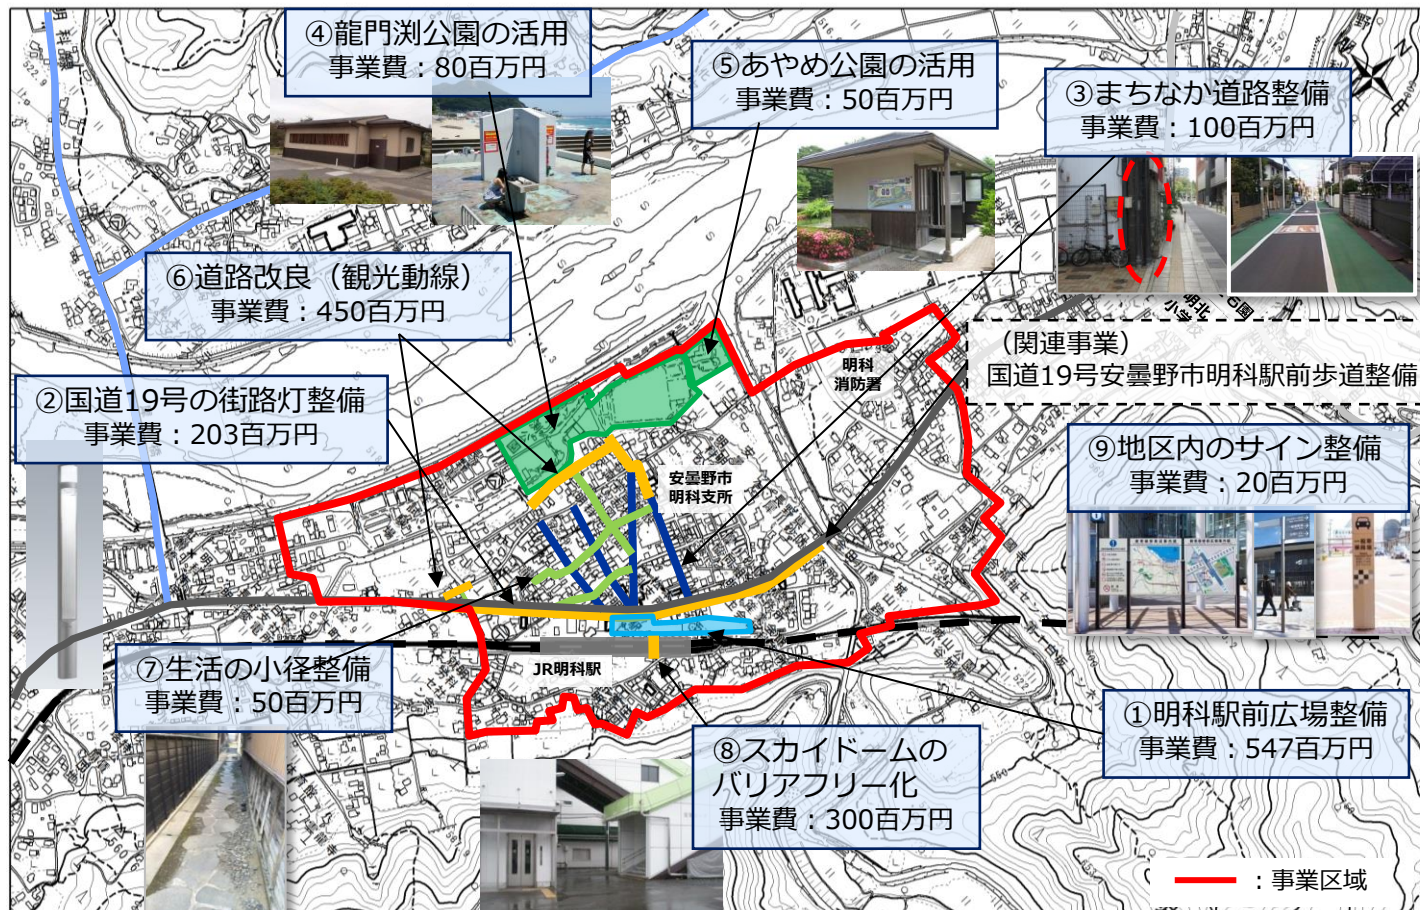 ④龍門渕公園の活用
事業費：80百万円
⑤あやめ公園の活用
事業費：50百万円
③まちなか道路整備
事業費：100百万円
⑥道路改良（観光動線）
事業費：450百万円
（関連事業）
国道19号安曇野市明科駅前歩道整備
明科
消防署
②国道19号の街路灯整備
事業費：203百万円
⑨地区内のサイン整備
事業費：20百万円
安曇野市
明科支所
JR明科駅
⑦生活の小径整備
事業費：50百万円
①明科駅前広場整備
事業費：547百万円
⑧スカイドームの
バリアフリー化
事業費：300百万円
：事業区域